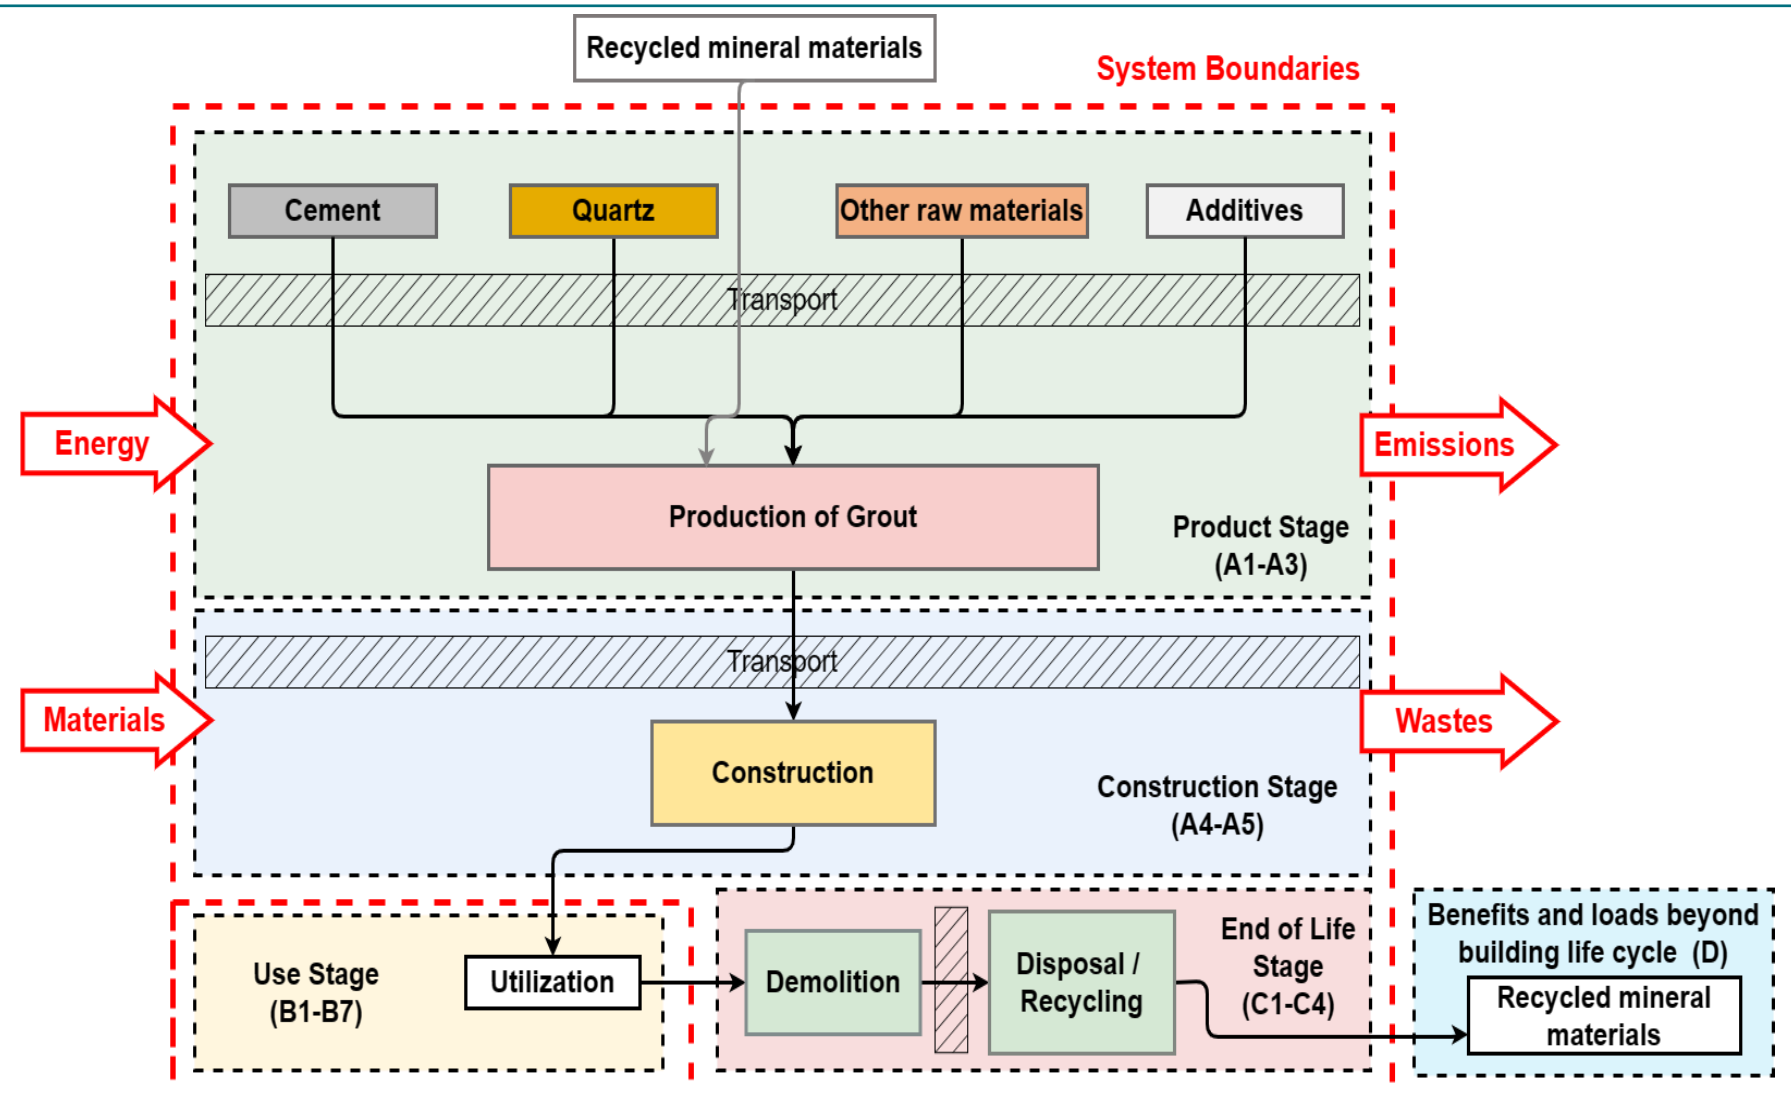 Recycled mineral materials
System Boundaries
Cement
Quartz
Other raw materials
Additives
Transport
Energy
Emissions
Production of Grout
Product Stage
(A1-A3)
Transport
Materials
Wastes
Construction
Construction Stage
(A4-A5)
Use Stage
(B1-B7)
Utilization
Demolition
Disposal /
Recycling
End of Life
Stage
(C1-C4)
Benefits and loads beyond
building life cycle (D)
Recycled mineral
materials